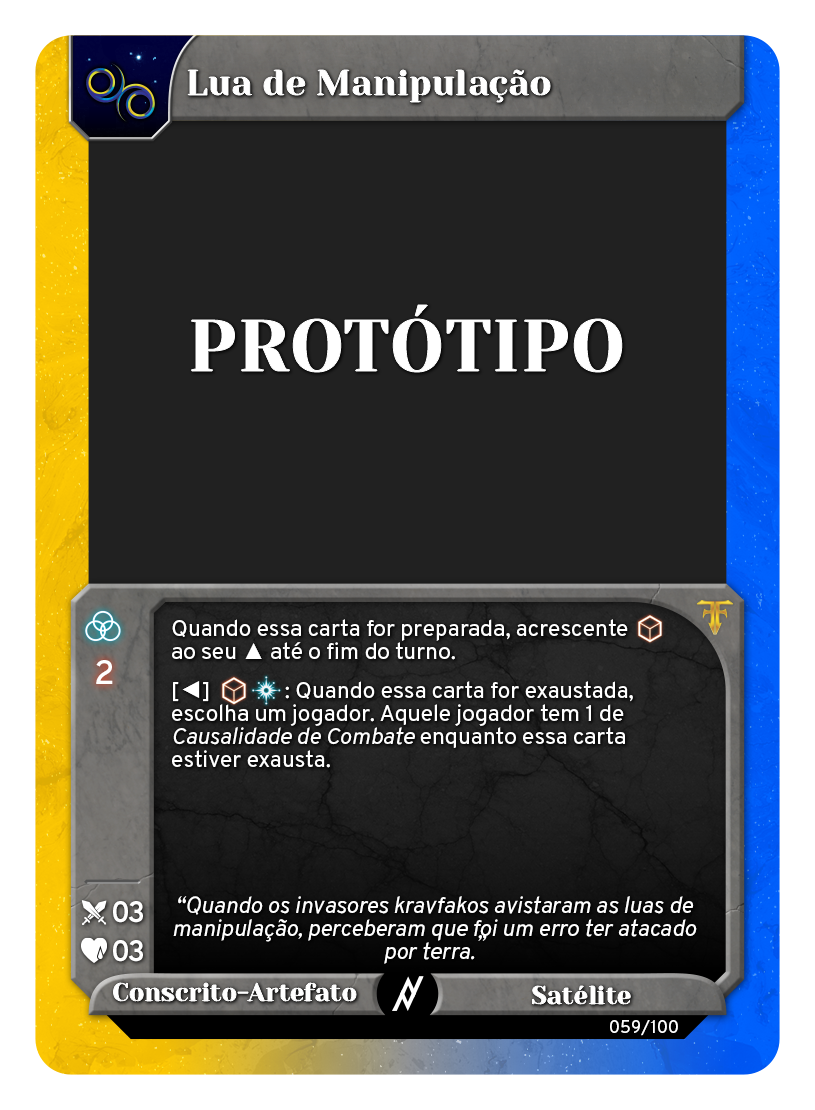 Lua de Manipulação
PROTÓTIPO
2
Quando essa carta for preparada, acrescente
ao seu ▲ até o fim do turno.
[◄] : Quando essa carta for exaustada,
escolha um jogador. Aquele jogador tem 1 de
Causalidade de Combate enquanto essa carta
estiver exausta.
03
03
“Quando os invasores kravfakos avistaram as luas de
manipulação, perceberam que foi um erro ter atacado
por terra.”
Conscrito-Artefato
Satélite
059/100